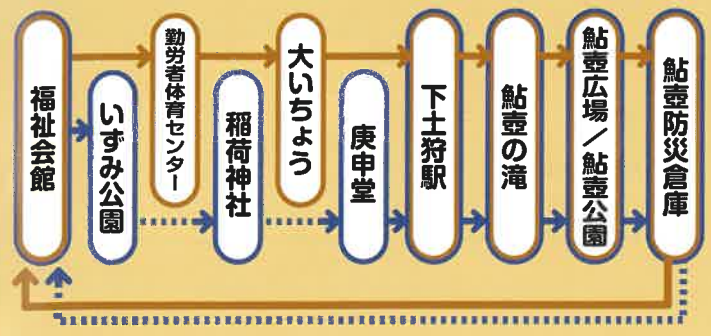 福祉会館
いずみ公園
勤労者体育センター
稲荷神社
大いちょう
庚申堂
下土狩駅
鮎壺の滝
鮎壺広場／鮎壺公園
鮎壺防災倉庫